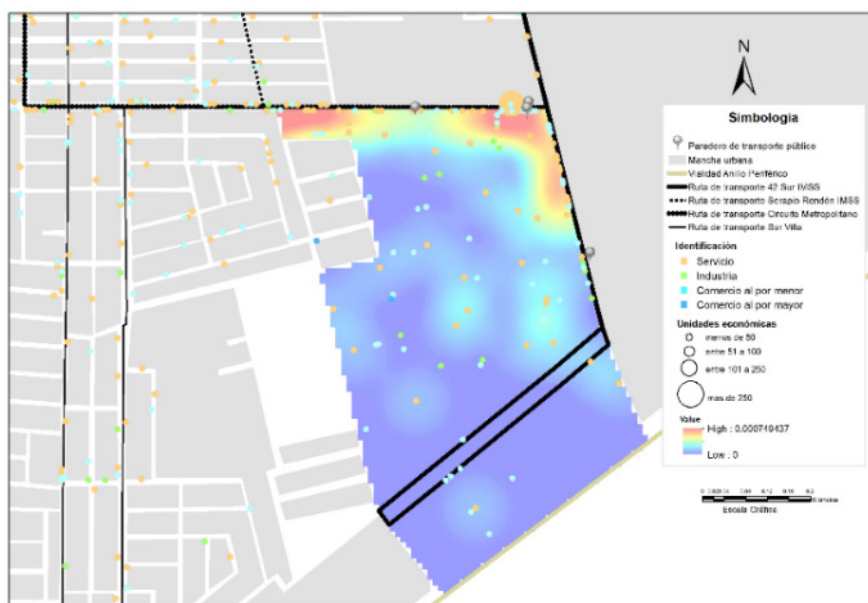 N
Simbología
Paradero de transporte público
Mancha urbana
Vialidad Anillo Periférico
Ruta de transporte 42 Sur IMSS
Ruta de transporte Serapio Rendón IMSS
Ruta de transporte Circuito Metropolitano
Ruta de transporte Sur Villa
Identificación
Servicio
Industria
Comercio al por menor
Comercio al por mayor
Unidades económicas
menos de 50
entre 51 a 100
entre 101 a 250
mas de 250
Value
High : 0.000749437
Low : 0
Escala Gráfica